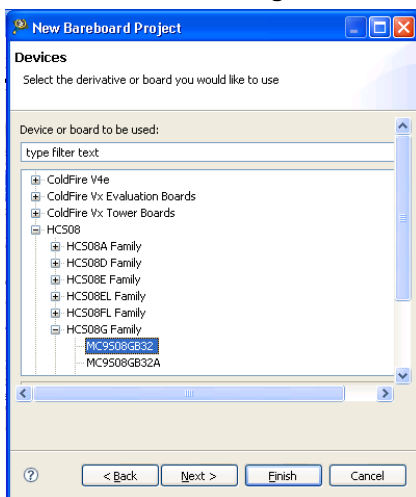 New Bareboard Project
Devices
Select the derivative or board you would like to use
Device or board to be used:
type filter text
ColdFire V4e
ColdFire Vx Evaluation Boards
ColdFire Vx Tower Boards
HCS08
HCS08A Family
HCS08D Family
HCS08E Family
HCS08EL Family
HCS08FL Family
HCS08G Family
MC9S08GB32
MC9S08GB32A
? < Back Next > Finish Cancel